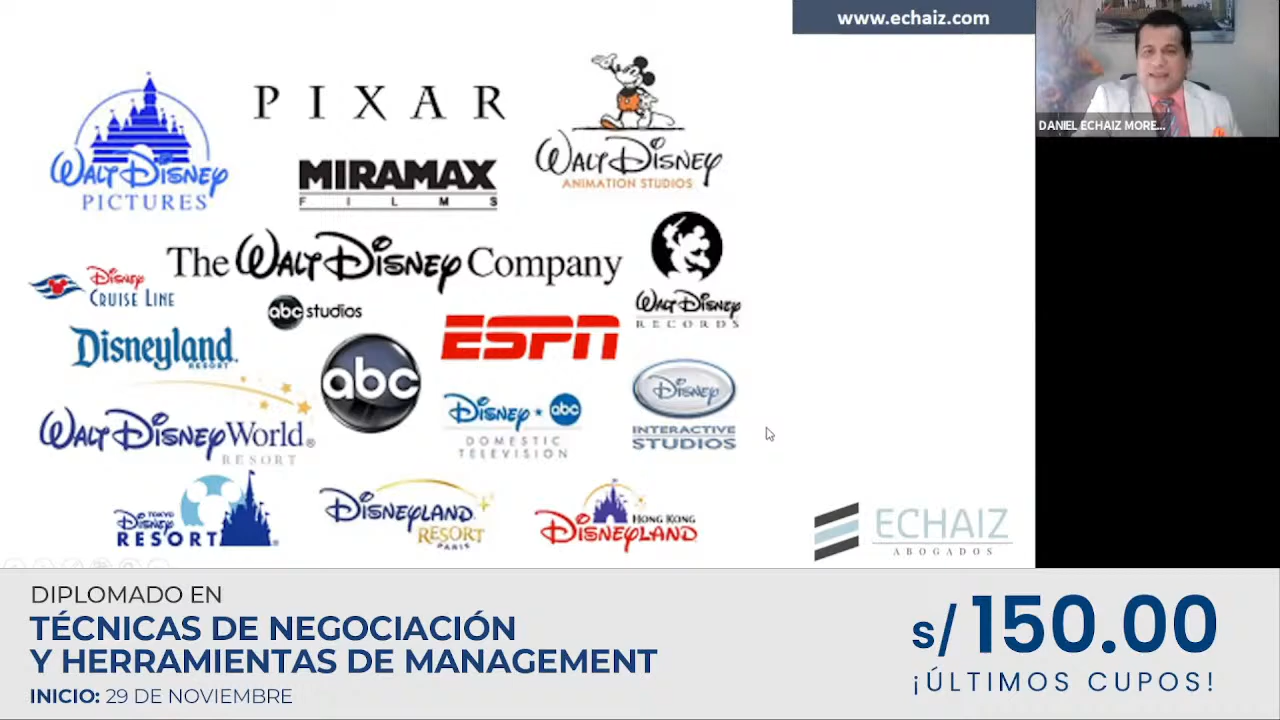 www.echaiz.com
DANIEL ECHAIZ MORE...
WALT DISNEY
PICTURES
PIXAR
MIRAMAX
FILMS
WALT DISNEY
ANIMATION STUDIOS
The WALT DISNEY Company
WALT DISNEY
RECORDS
Disney
CRUISE LINE
abc studios
Disneyland
RESORT
abc
ESPN
DISNEY abc
DOMESTIC
TELEVISION
Disney
INTERACTIVE
STUDIOS
WALT DISNEY World®
RESORT
TOKYO
DISNEY
RESORT
DISNEYLAND
RESORT
PARIS
HONG KONG
DISNEYLAND
ECHAIZ
ABOGADOS
DIPLOMADO EN
TÉCNICAS DE NEGOCIACIÓN
Y HERRAMIENTAS DE MANAGEMENT
INICIO: 29 DE NOVIEMBRE
s/150.00
¡ÚLTIMOS CUPOS!